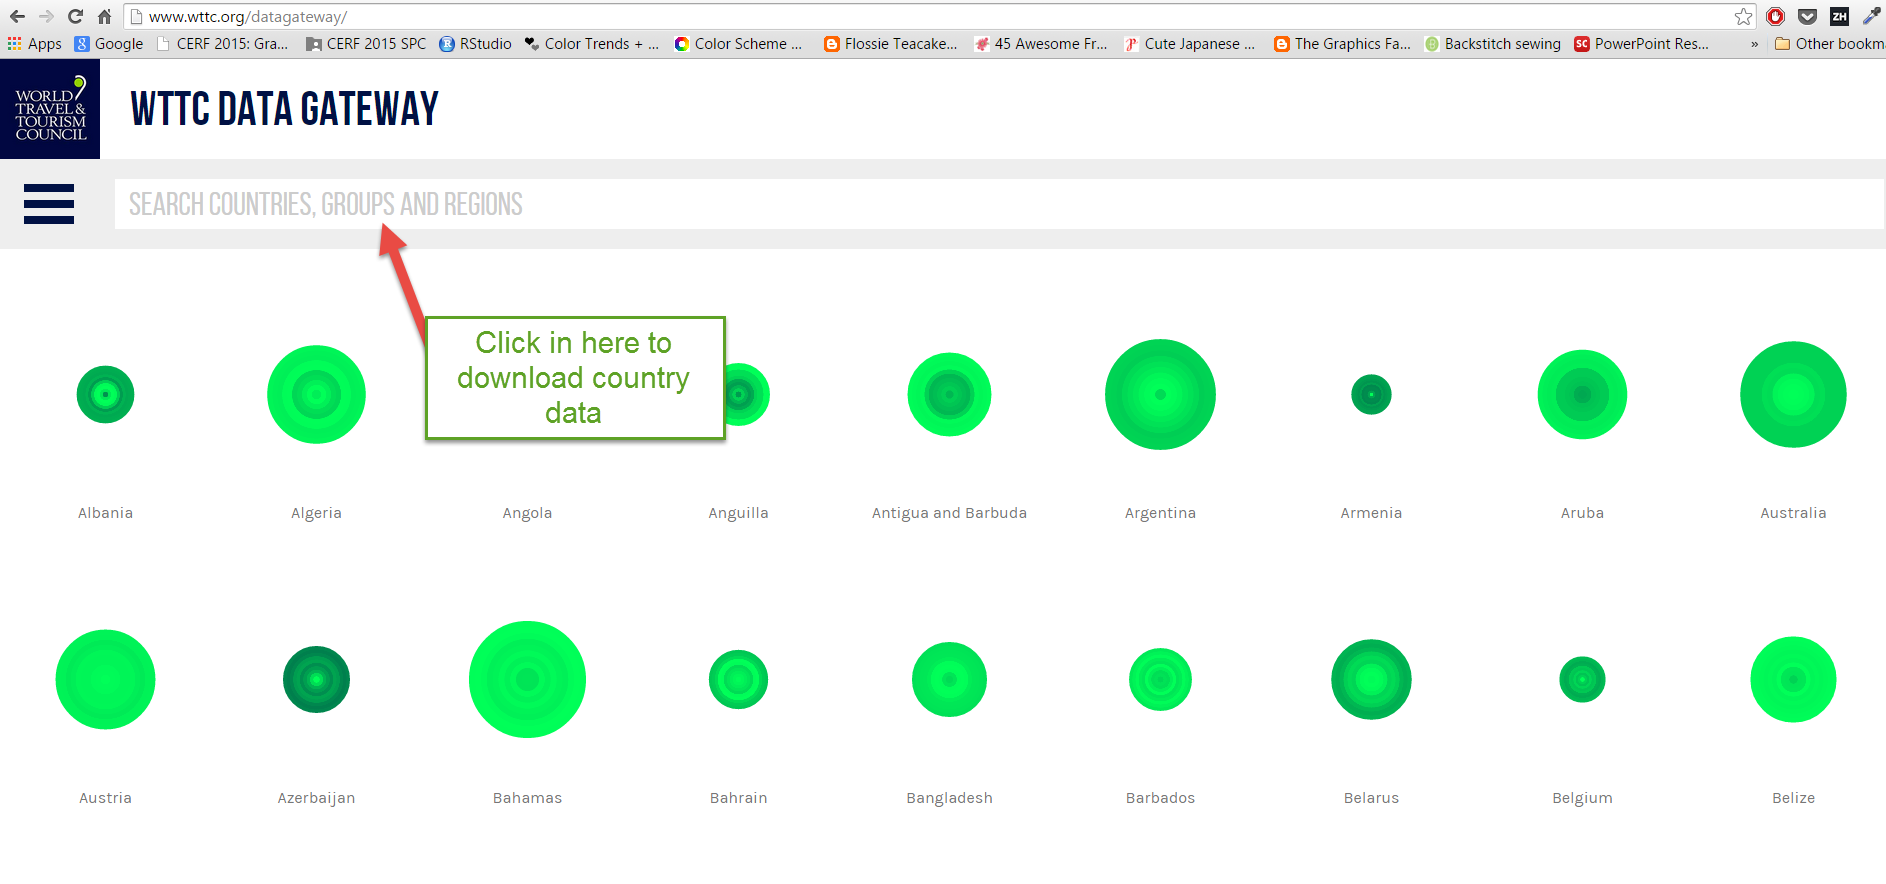 www.wttc.org/datagateway/
Apps Google CERF 2015: Gra... CERF 2015 SPC RStudio Color Trends + ... Color Scheme ... Flossie Teacake... 45 Awesome Fr... Cute Japanese ... The Graphics Fa... Backstitch sewing SC PowerPoint Res... » Other bookma
ZH
WORLD
TRAVEL &
TOURISM
COUNCIL
WTTC DATA GATEWAY
SEARCH COUNTRIES, GROUPS AND REGIONS
Click in here to
download country
data
Albania Algeria Angola Anguilla Antigua and Barbuda Argentina Armenia Aruba Australia
Austria Azerbaijan Bahamas Bahrain Bangladesh Barbados Belarus Belgium Belize